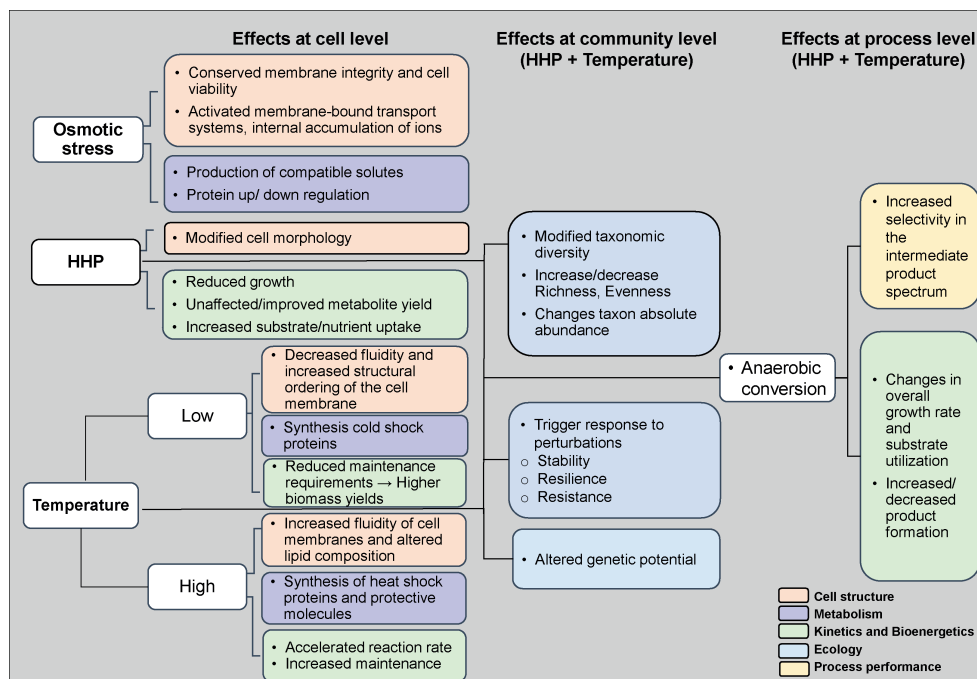 Effects at cell level
Effects at community level
(HHP + Temperature)
Effects at process level
(HHP + Temperature)
Osmotic
stress
• Conserved membrane integrity and cell
viability
• Activated membrane-bound transport
systems, internal accumulation of ions
• Production of compatible solutes
• Protein up/ down regulation
HHP
• Modified cell morphology
• Reduced growth
• Unaffected/improved metabolite yield
• Increased substrate/nutrient uptake
Temperature
Low
• Decreased fluidity and
increased structural
ordering of the cell
membrane
• Synthesis cold shock
proteins
• Reduced maintenance
requirements → Higher
biomass yields
High
• Increased fluidity of cell
membranes and altered
lipid composition
• Synthesis of heat shock
proteins and protective
molecules
• Accelerated reaction rate
• Increased maintenance
• Modified taxonomic
diversity
• Increase/decrease
Richness, Evenness
• Changes taxon absolute
abundance
• Trigger response to
perturbations
○ Stability
○ Resilience
○ Resistance
• Altered genetic potential
• Anaerobic
conversion
• Increased
selectivity in
the
intermediate
product
spectrum
• Changes in
overall
growth rate
and
substrate
utilization
• Increased/
decreased
product
formation
Cell structure
Metabolism
Kinetics and Bioenergetics
Ecology
Process performance